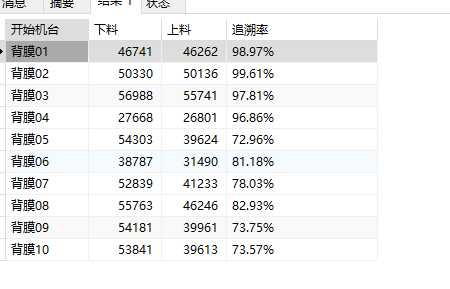 消息 摘要 结果 1 状态
开始机台 下料 上料 追溯率
背膜01 46741 46262 98.97%
背膜02 50330 50136 99.61%
背膜03 56988 55741 97.81%
背膜04 27668 26801 96.86%
背膜05 54303 39624 72.96%
背膜06 38787 31490 81.18%
背膜07 52839 41233 78.03%
背膜08 55763 46246 82.93%
背膜09 54181 39961 73.75%
背膜10 53841 39613 73.57%